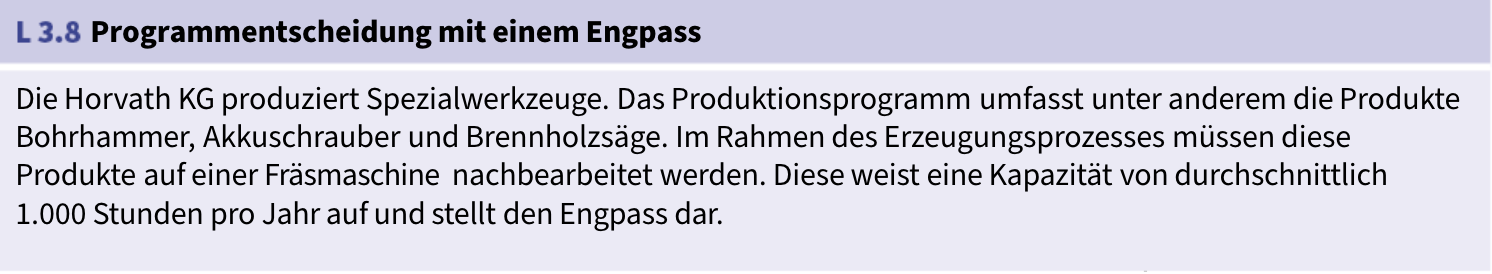 L 3.8 Programmentscheidung mit einem Engpass
Die Horvath KG produziert Spezialwerkzeuge. Das Produktionsprogramm umfasst unter anderem die Produkte
Bohrhammer, Akkuschrauber und Brennholzsäge. Im Rahmen des Erzeugungsprozesses müssen diese
Produkte auf einer Fräsmaschine nachbearbeitet werden. Diese weist eine Kapazität von durchschnittlich
1.000 Stunden pro Jahr auf und stellt den Engpass dar.